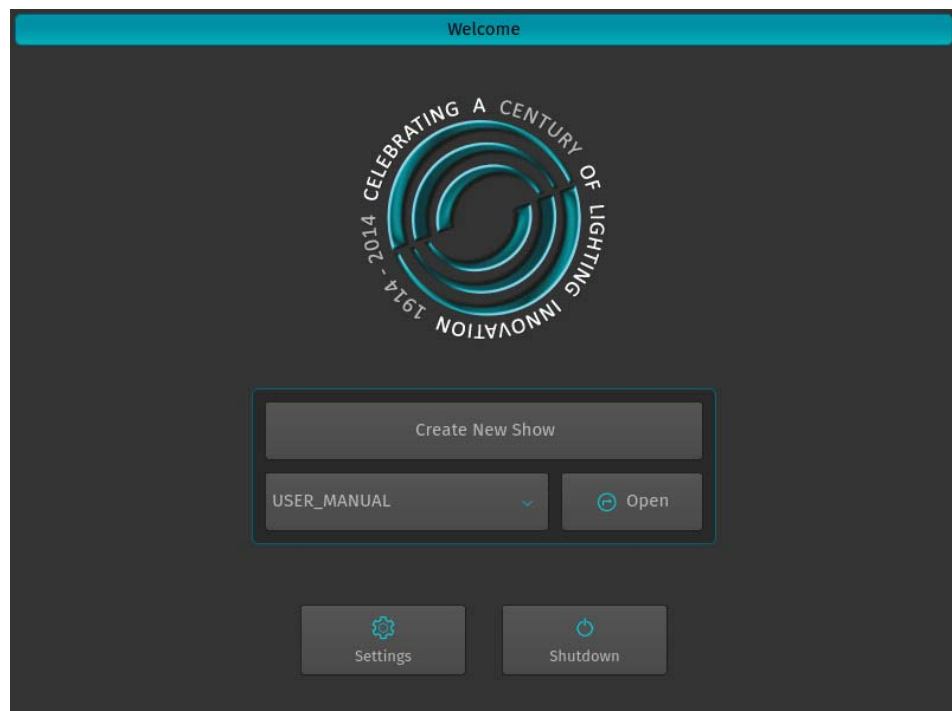 Welcome
1914 - 2014 CELEBRATING A CENTURY OF LIGHTING INNOVATION
Create New Show
USER_MANUAL
Open
Settings
Shutdown